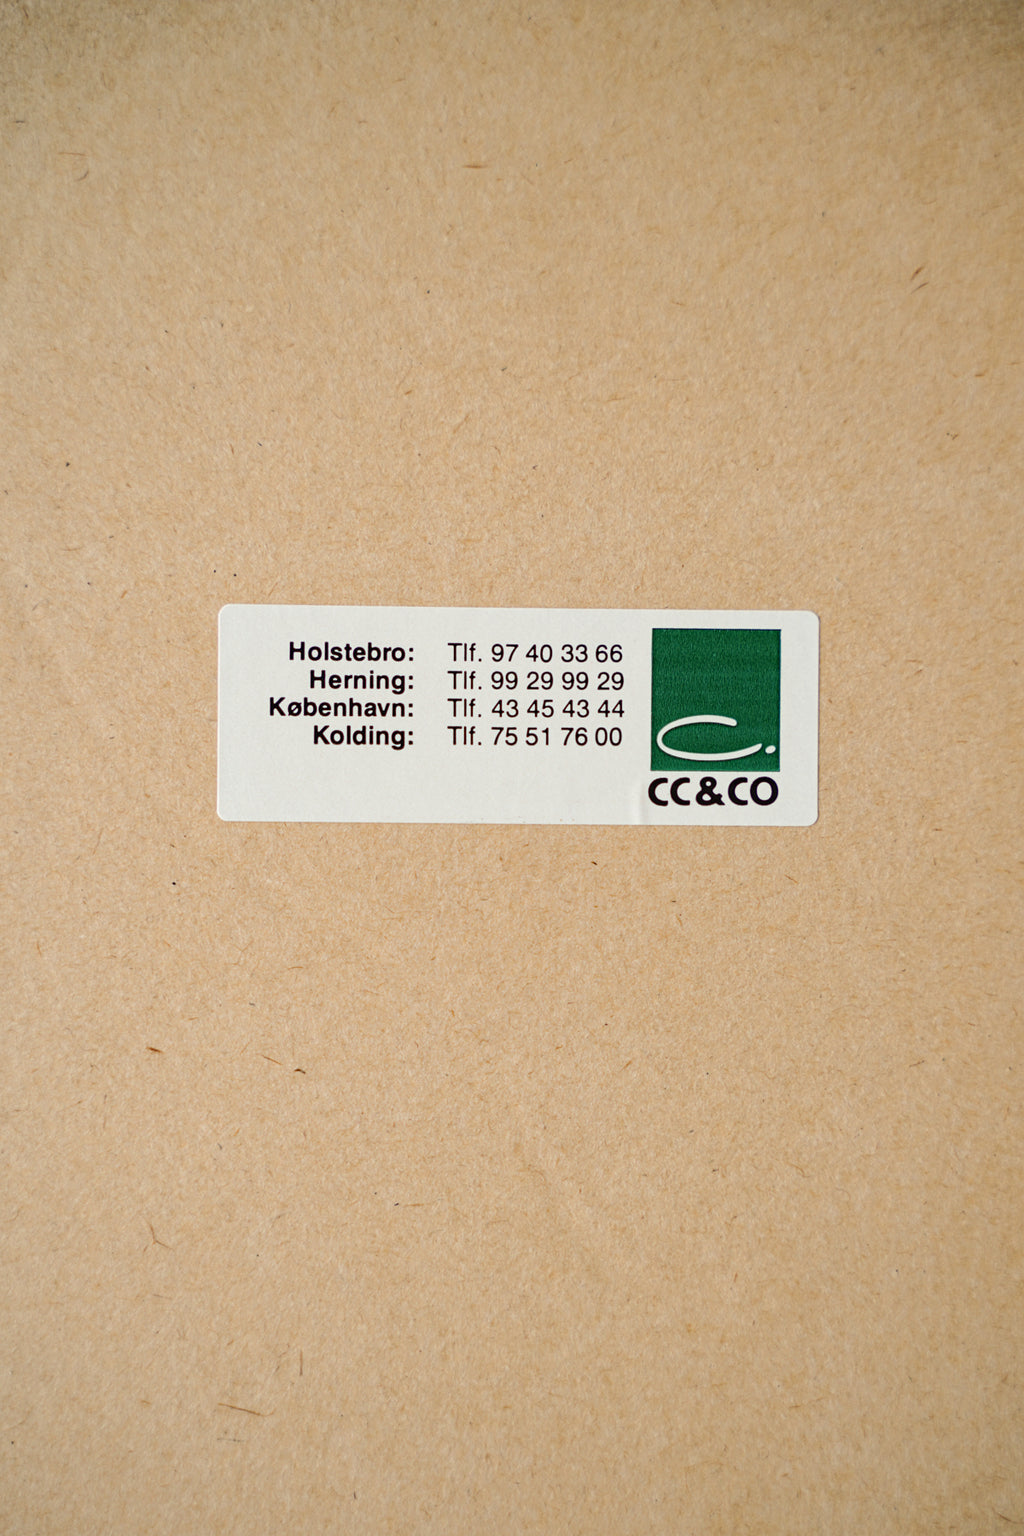 Holstebro: Tlf. 97 40 33 66
Herning: Tlf. 99 29 99 29
København: Tlf. 43 45 43 44
Kolding: Tlf. 75 51 76 00
C.
CC&CO